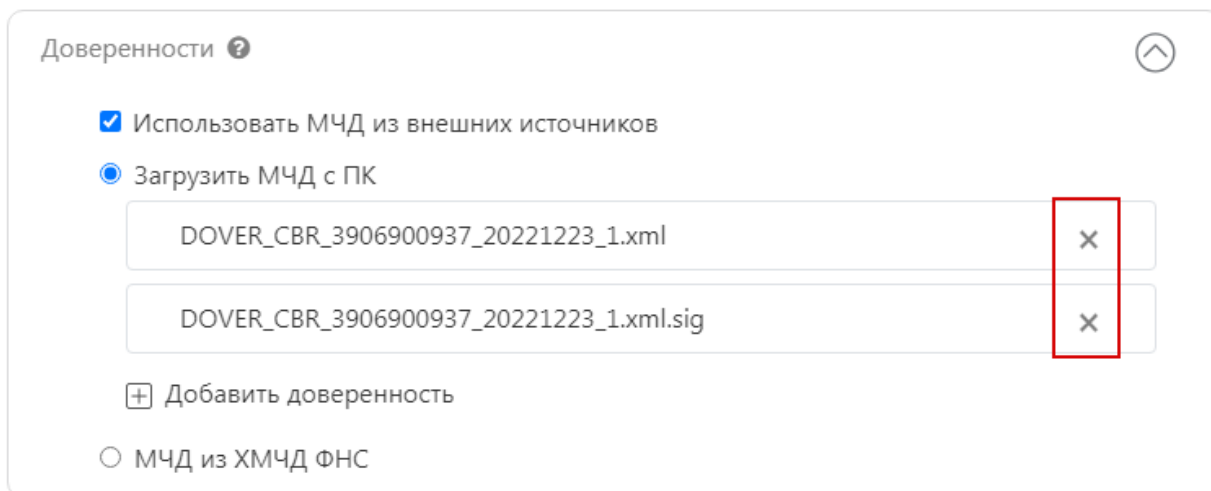 Доверенности ?
Использовать МЧД из внешних источников
Загрузить МЧД с ПК
DOVER_CBR_3906900937_20221223_1.xml
DOVER_CBR_3906900937_20221223_1.xml.sig
Добавить доверенность
МЧД из ХМЧД ФНС